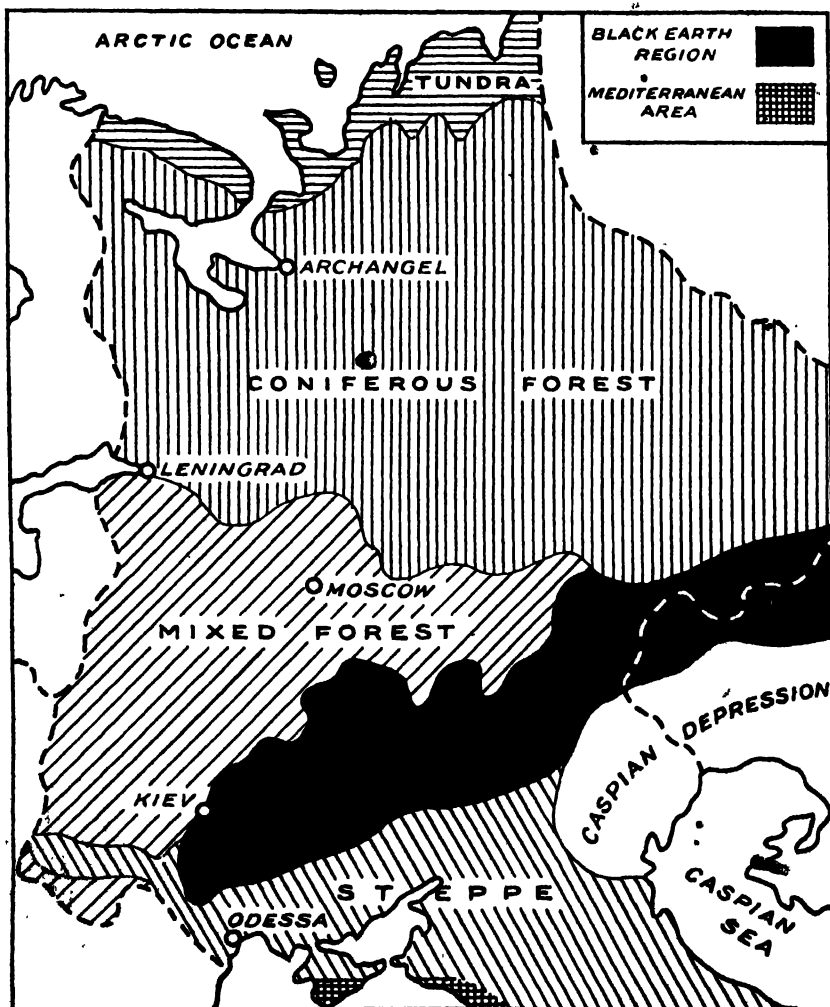 ARCTIC OCEAN
TUNDRA
BLACK EARTH
REGION
MEDITERRANEAN
AREA
ARCHANGEL
CONIFEROUS FOREST
LENINGRAD
MOSCOW
MIXED FOREST
CASPIAN DEPRESSION
KIEV
STEPPE
CASPIAN
SEA
ODESSA